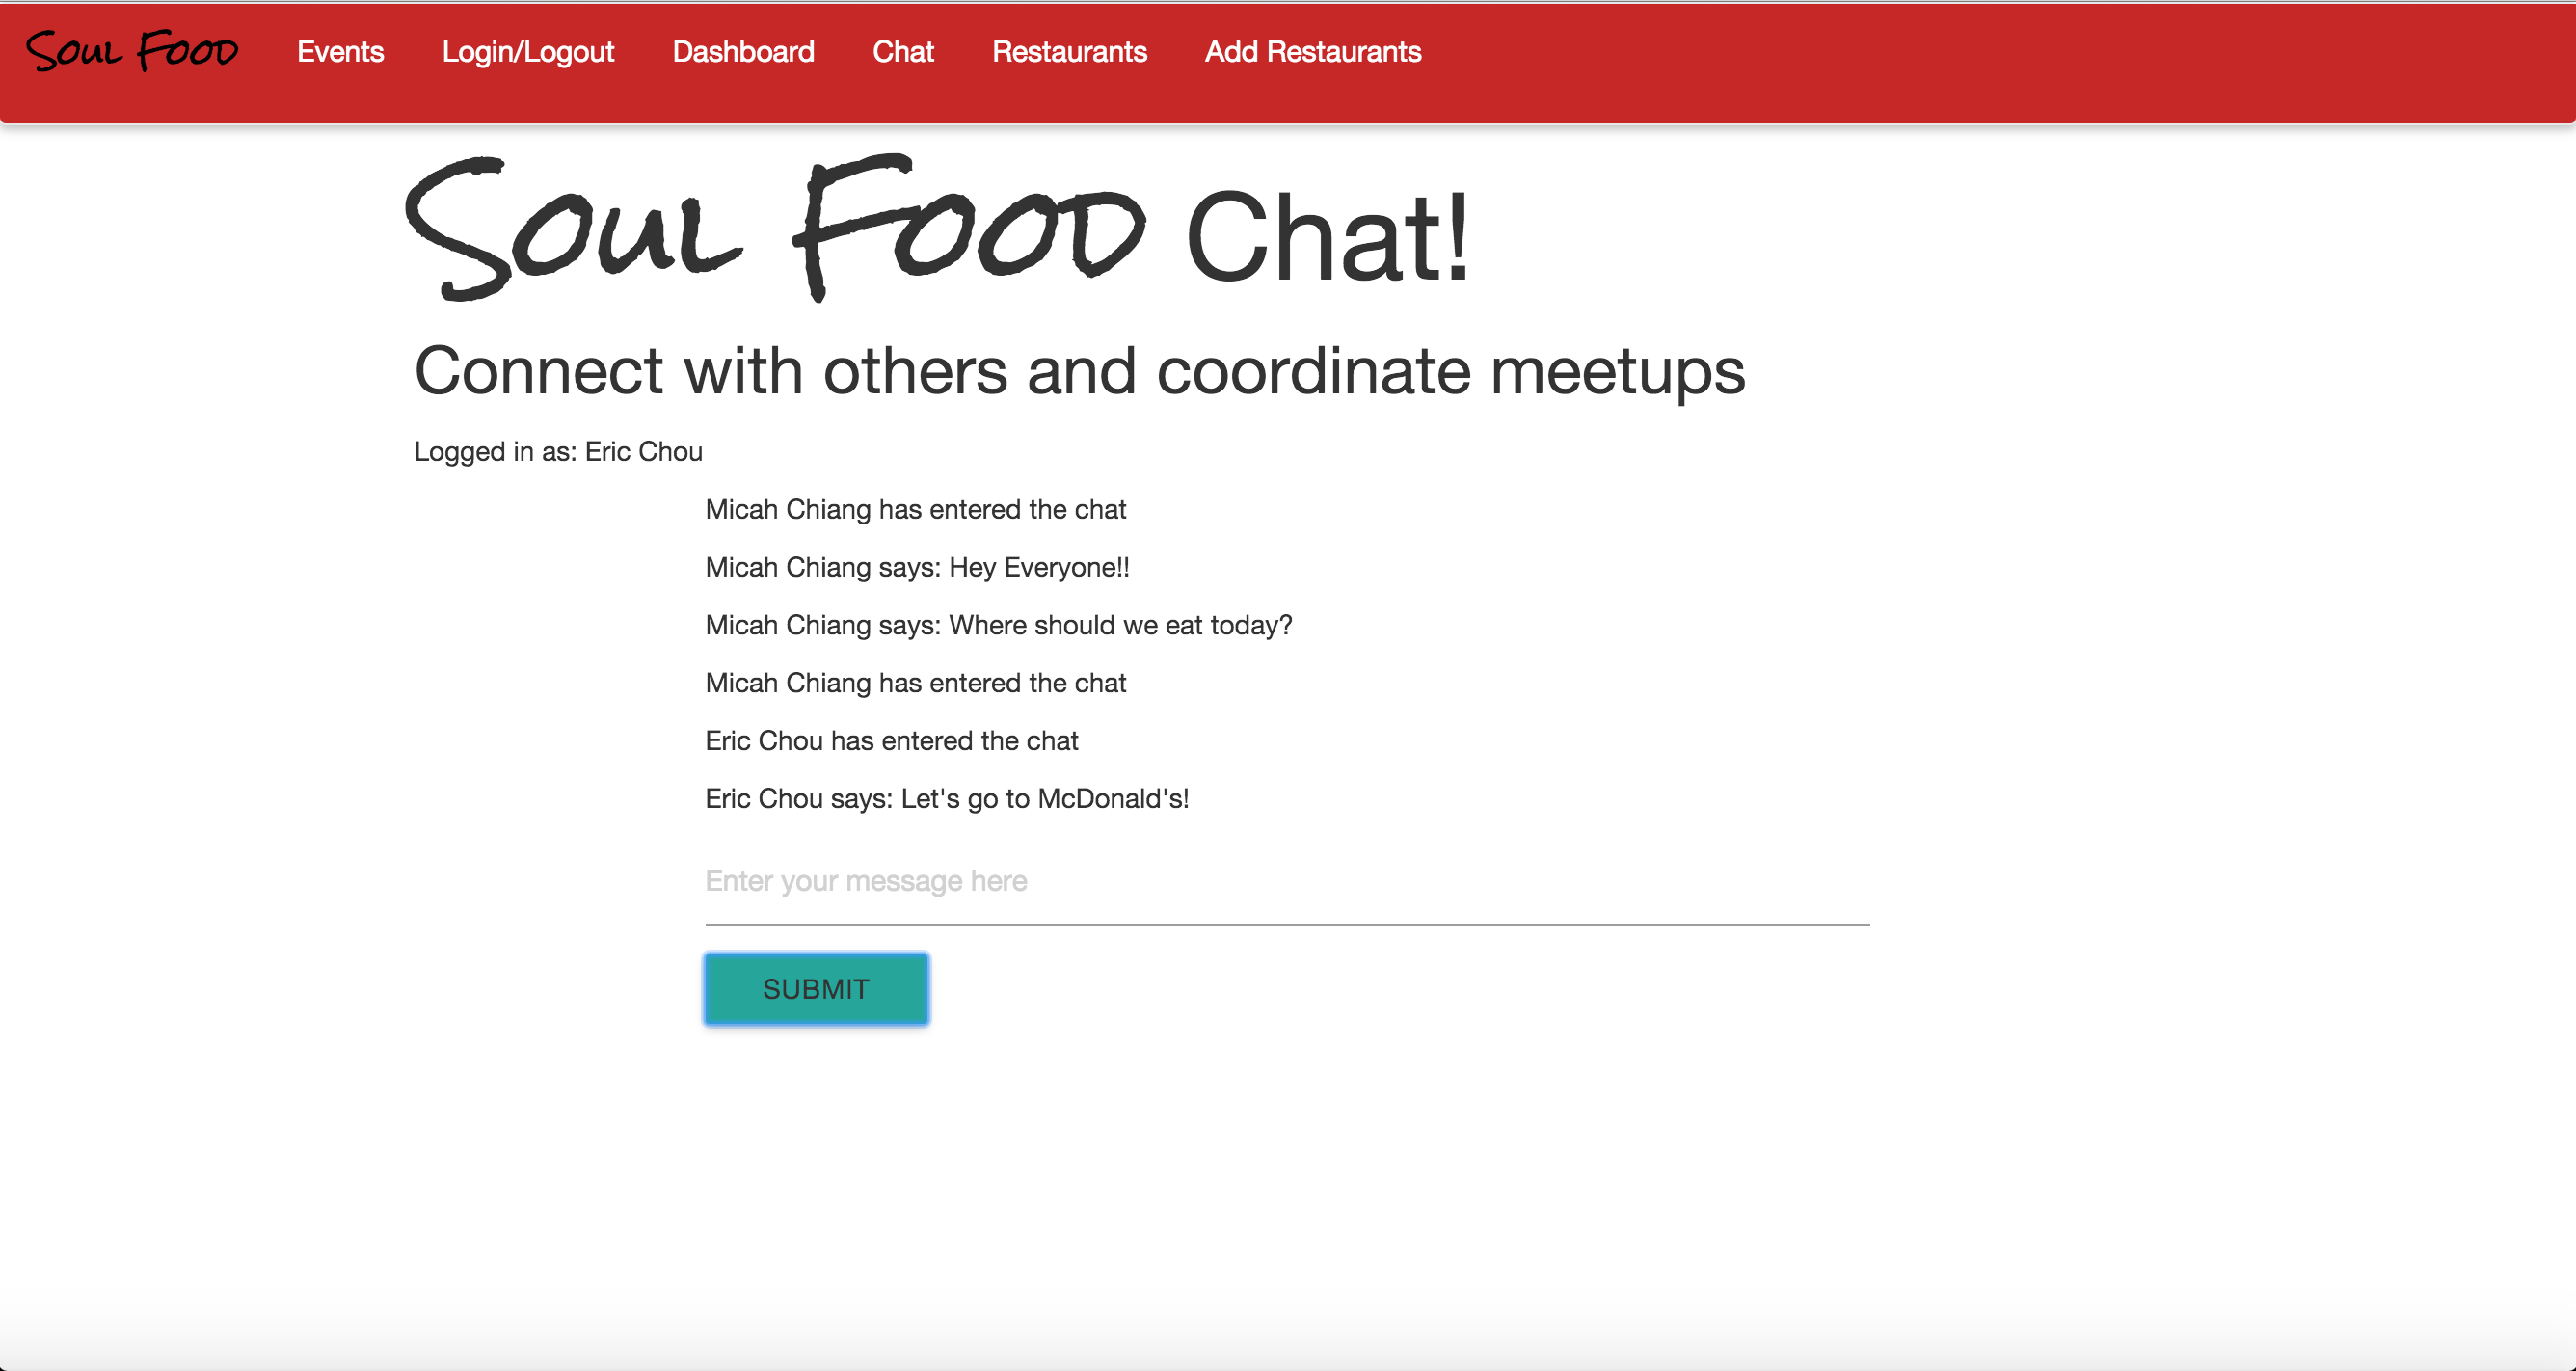 Soul Food Events Login/Logout Dashboard Chat Restaurants Add Restaurants
Soul Food Chat!
Connect with others and coordinate meetups
Logged in as: Eric Chou
Micah Chiang has entered the chat
Micah Chiang says: Hey Everyone!!
Micah Chiang says: Where should we eat today?
Micah Chiang has entered the chat
Eric Chou has entered the chat
Eric Chou says: Let's go to McDonald's!
Enter your message here
SUBMIT